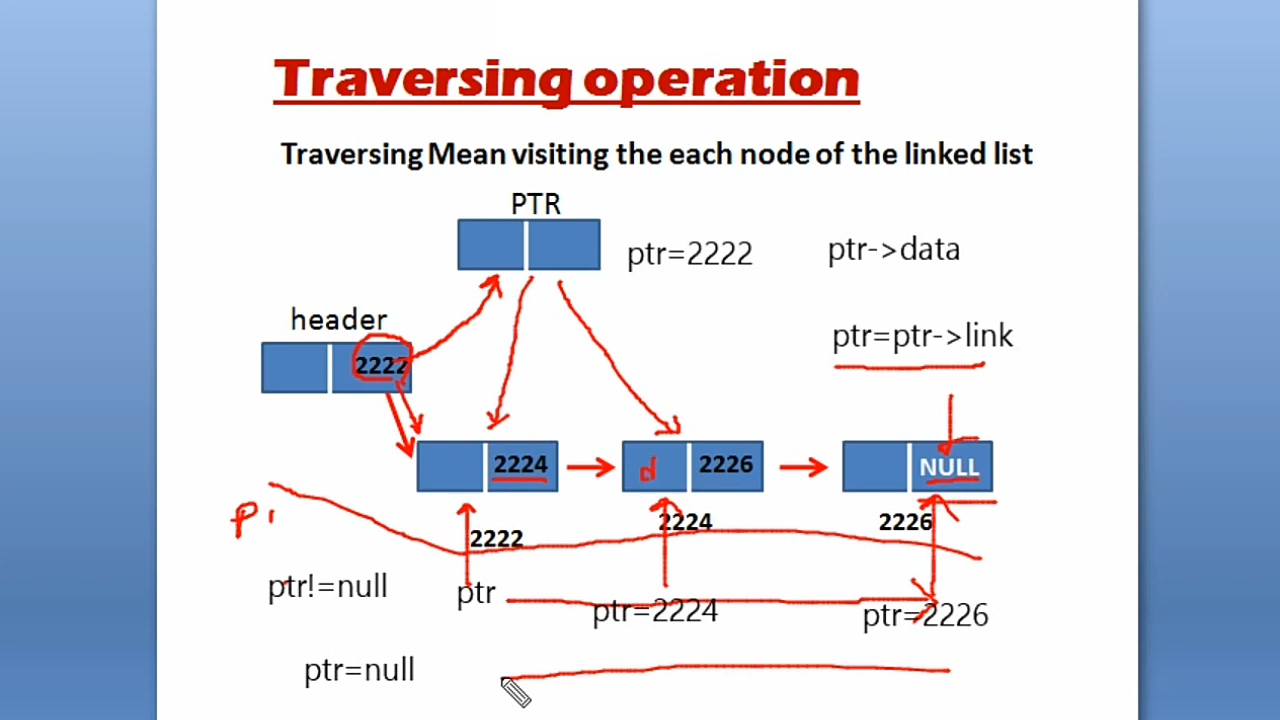 Traversing operation
Traversing Mean visiting the each node of the linked list
PTR
ptr=2222
ptr->data
header
2222
ptr=ptr->link
2224
d
2226
NULL
2222
2224
2226
P
ptr!=null
ptr
ptr=2224
ptr=2226
ptr=null